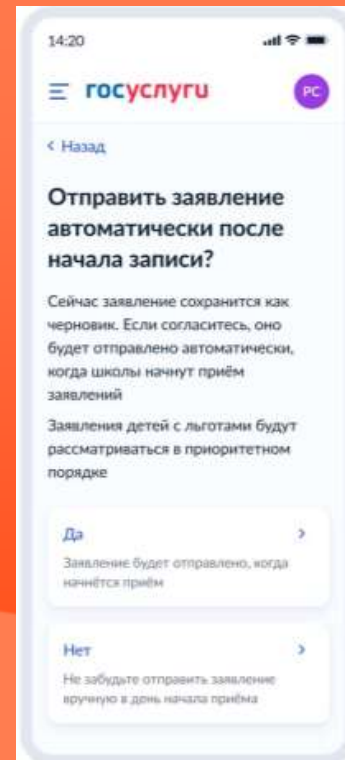 14:20
госуслуги
РС
Назад
Отправить заявление
автоматически после
начала записи?
Сейчас заявление сохранится как
черновик. Если согласитесь, оно
будет отправлено автоматически,
когда школы начнут приём
заявлений
Заявления детей с льготами будут
рассматриваться в приоритетном
порядке
Да
Заявление будет отправлено, когда
начнётся приём
Нет
Не забудьте отправить заявление
вручную в день начала приёма